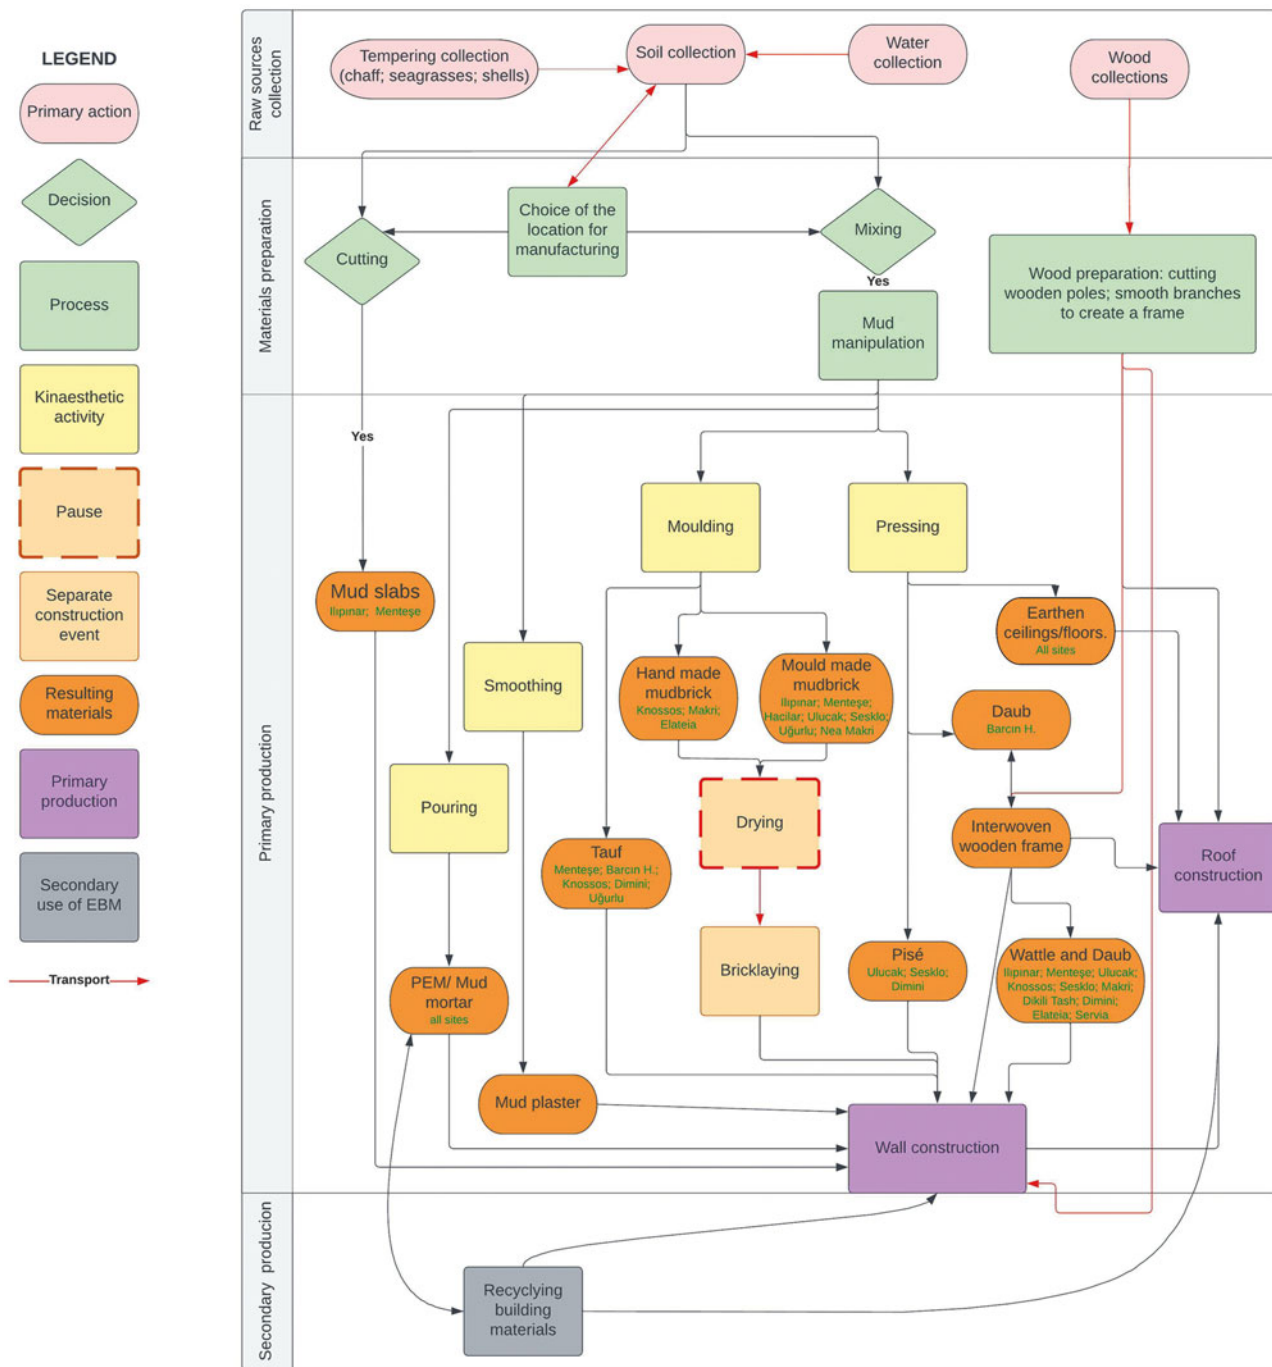 LEGEND
Primary action
Decision
Process
Kinaesthetic
activity
Pause
Separate
construction
event
Resulting
materials
Primary
production
Secondary
use of EBM
Transport
Raw sources
collection
Tempering collection
(chaff; seagrasses; shells)
Soil collection
Water
collection
Wood
collections
Materials preparation
Cutting
Choice of the
location for
manufacturing
Mixing
Yes
Mud
manipulation
Wood preparation: cutting
wooden poles; smooth branches
to create a frame
Primary production
Yes
Moulding
Pressing
Mud slabs
Ilıpınar; Menteşe
Smoothing
Hand made
mudbrick
Knossos; Makri;
Elateia
Mould made
mudbrick
Ilıpınar; Menteşe;
Hacilar; Ulucak; Sesklo;
Uğurlu; Nea Makri
Earthen
ceilings/floors.
All sites
Daub
Barcın H.
Pouring
Drying
Interwoven
wooden frame
Roof
construction
Tauf
Menteşe; Barcın H.;
Knossos; Dimini;
Uğurlu
Bricklaying
Pisé
Ulucak; Sesklo;
Dimini
Wattle and Daub
Ilıpınar; Menteşe; Ulucak;
Knossos; Sesklo; Makri;
Dikili Tash; Dimini;
Elateia; Servia
PEM/ Mud
mortar
all sites
Mud plaster
Wall construction
Secondary producion
Recyclying
building
materials